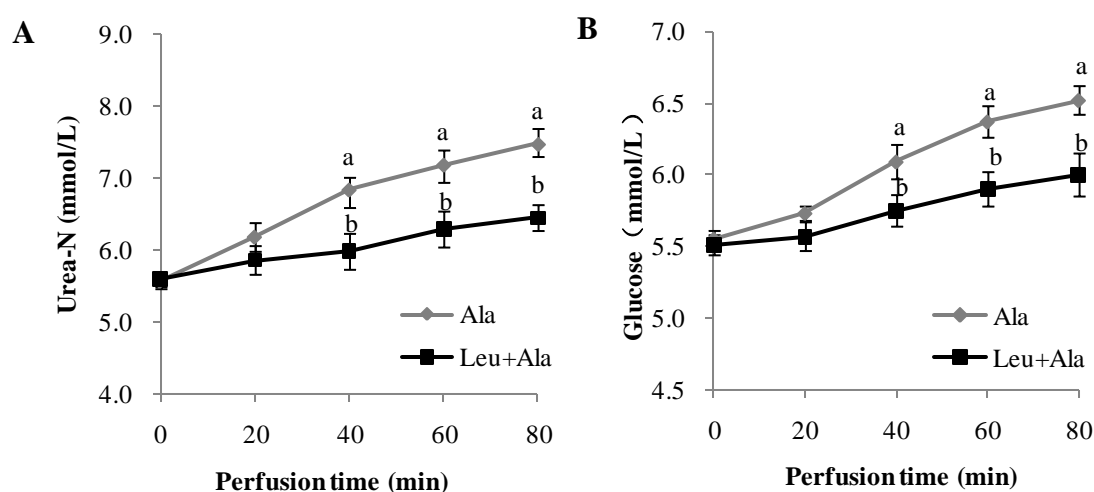 A
Urea-N (mmol/L)
9.0
8.0
7.0
6.0
5.0
4.0
a
a
a
b
b
b
Ala
Leu+Ala
0 20 40 60 80
Perfusion time (min)
B
Glucose ( mmol/L )
7.0
6.5
6.0
5.5
5.0
4.5
a
a
a
b
b
b
Ala
Leu+Ala
0 20 40 60 80
Perfusion time (min)